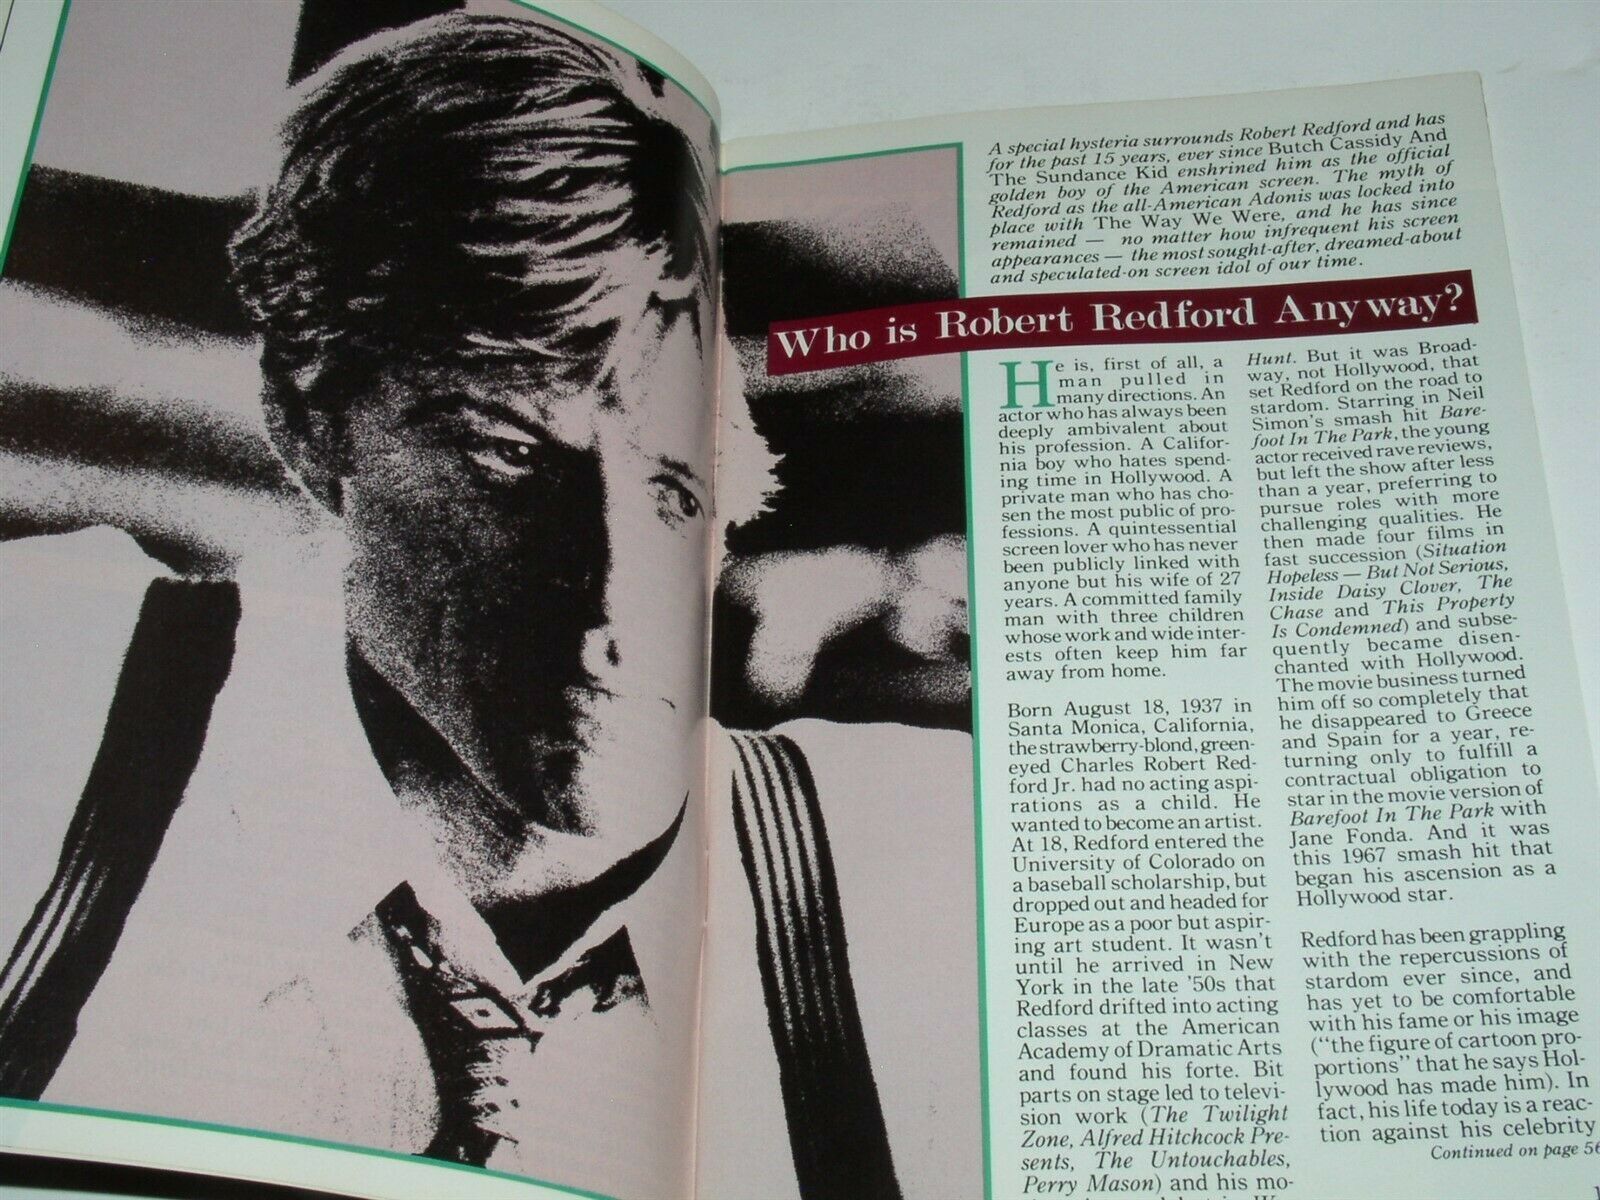 A special hysteria surrounds Robert Redford and has
for the past 15 years, ever since Butch Cassidy And
The Sundance Kid enshrined him as the official
golden boy of the American screen. The myth of
Redford as the all-American Adonis was locked into
place with The Way We Were, and he has since
remained — no matter how infrequent his screen
appearances — the most sought-after, dreamed-about
and speculated-on screen idol of our time.
Who is Robert Redford Anyway?
He is, first of all, a
man pulled in
many directions. An
actor who has always been
deeply ambivalent about
his profession. A Califor-
nia boy who hates spend-
ing time in Hollywood. A
private man who has cho-
sen the most public of pro-
fessions. A quintessential
screen lover who has never
been publicly linked with
anyone but his wife of 27
years. A committed family
man with three children
whose work and wide inter-
ests often keep him far
away from home.
Born August 18, 1937 in
Santa Monica, California,
the strawberry-blond, green-
eyed Charles Robert Red-
ford Jr. had no acting aspi-
rations as a child. He
wanted to become an artist.
At 18, Redford entered the
University of Colorado on
a baseball scholarship, but
dropped out and headed for
Europe as a poor but aspir-
ing art student. It wasn't
until he arrived in New
York in the late '50s that
Redford drifted into acting
classes at the American
Academy of Dramatic Arts
and found his forte. Bit
parts on stage led to televi-
sion work (The Twilight
Zone, Alfred Hitchcock Pre-
sents, The Untouchables,
Perry Mason) and his mo-
Hunt. But it was Broad-
way, not Hollywood, that
set Redford on the road to
stardom. Starring in Neil
Simon's smash hit Bare-
foot In The Park, the young
actor received rave reviews,
but left the show after less
than a year, preferring to
pursue roles with more
challenging qualities. He
then made four films in
fast succession (Situation
Hopeless — But Not Serious,
Inside Daisy Clover, The
Chase and This Property
Is Condemned) and subse-
quently became disen-
chanted with Hollywood.
The movie business turned
him off so completely that
he disappeared to Greece
and Spain for a year, re-
turning only to fulfill a
contractual obligation to
star in the movie version of
Barefoot In The Park with
Jane Fonda. And it was
this 1967 smash hit that
began his ascension as a
Hollywood star.
Redford has been grappling
with the repercussions of
stardom ever since, and
has yet to be comfortable
with his fame or his image
("the figure of cartoon pro-
portions" that he says Hol-
lywood has made him). In
fact, his life today is a reac-
tion against his celebrity
Continued on page 56